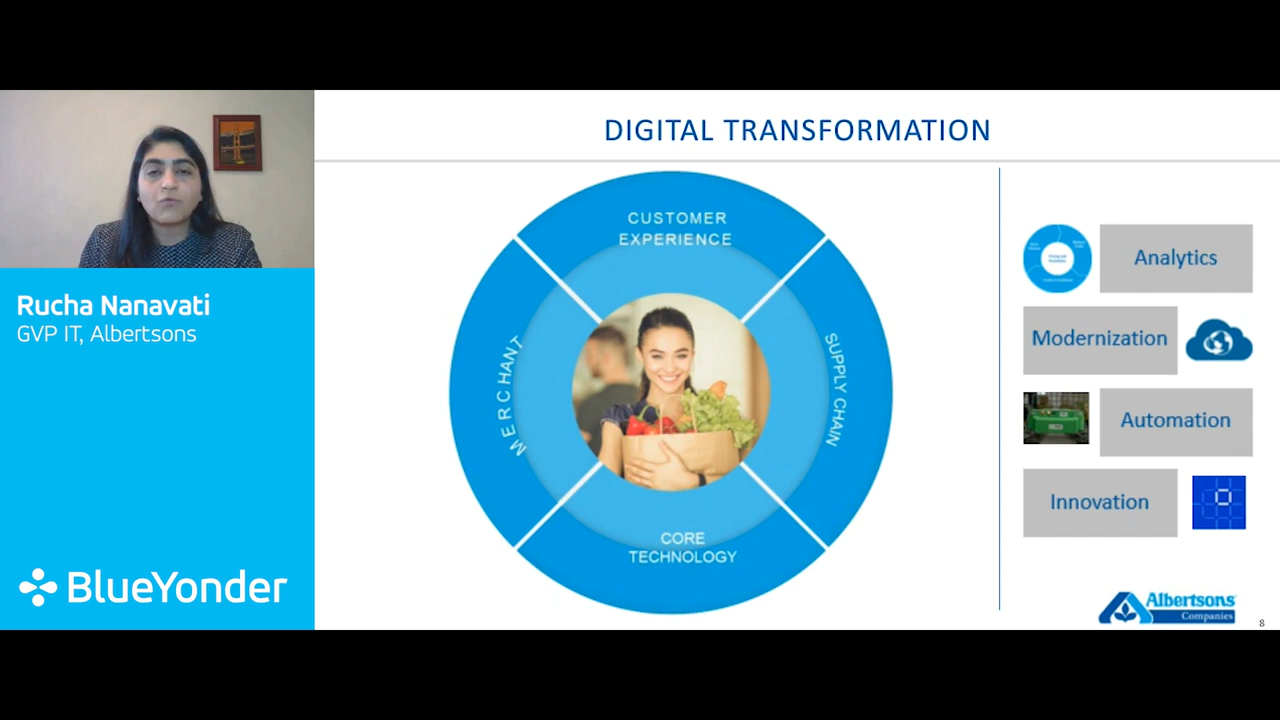 DIGITAL TRANSFORMATION
Rucha Nanavati
GVP IT, Albertsons
BlueYonder
CUSTOMER
EXPERIENCE
MERCHANT
SUPPLY CHAIN
CORE
TECHNOLOGY
Analytics
Modernization
Automation
Innovation
Albertsons
Companies
8